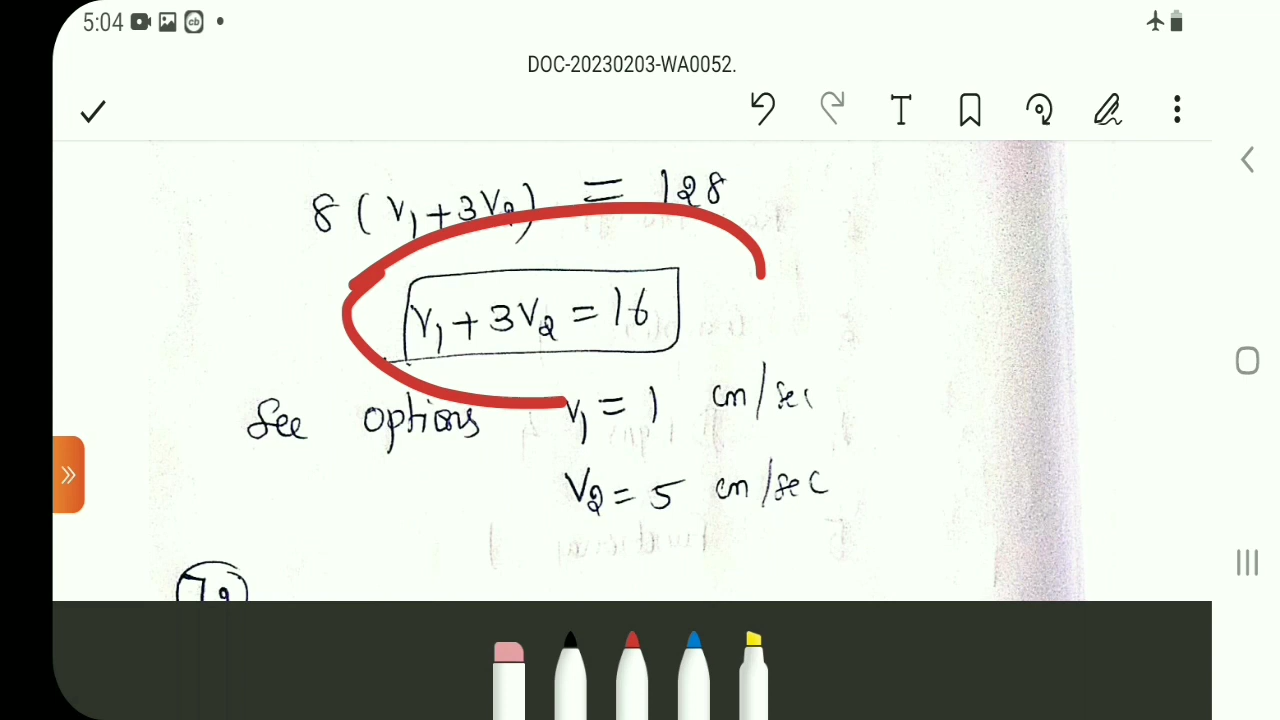 5:04
DOC-20230203-WA0052.
8(V₁+3V₂) = 128
V₁+3V₂=16
See options V₁=1 cm/sec
V₂=5 cm/sec